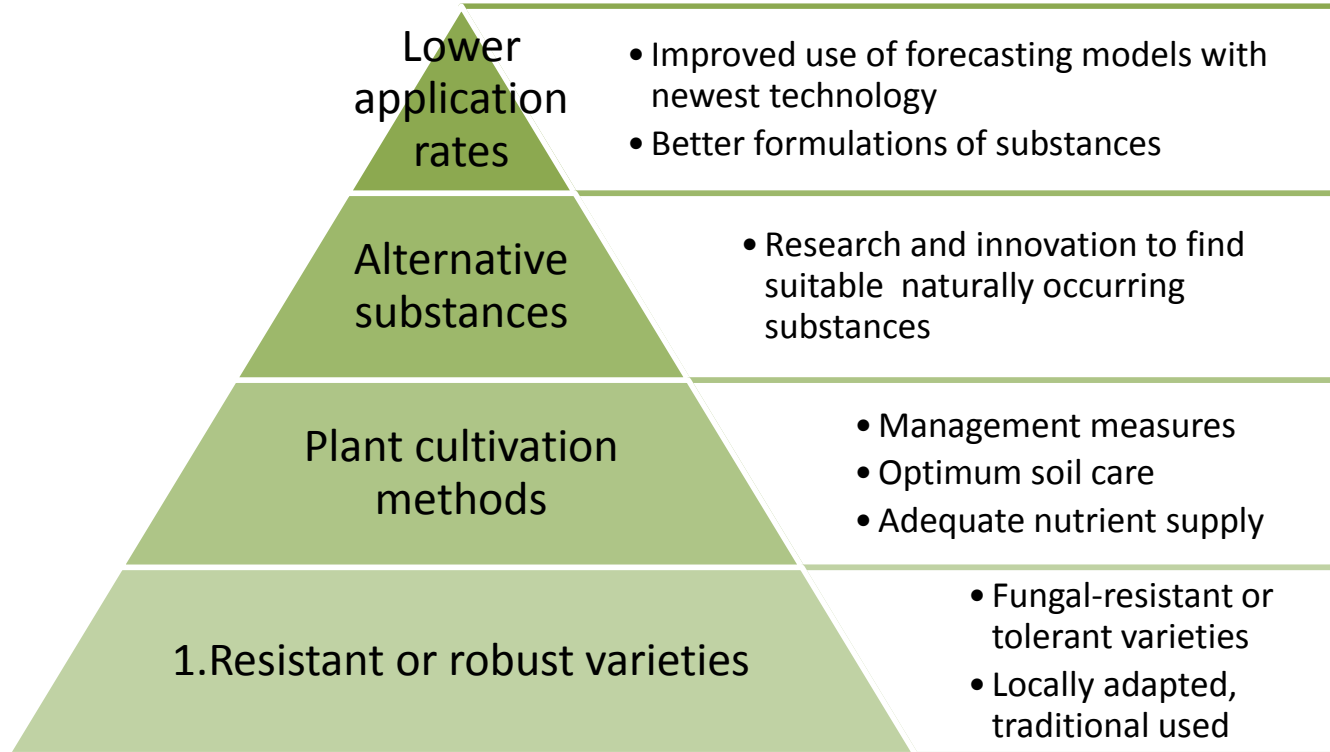 Lower
application
rates
• Improved use of forecasting models with
newest technology
• Better formulations of substances
Alternative
substances
• Research and innovation to find
suitable  naturally occurring
substances
Plant cultivation
methods
• Management measures
• Optimum soil care
• Adequate nutrient supply
1.Resistant or robust varieties
• Fungal-resistant or
tolerant varieties
• Locally adapted,
traditional used